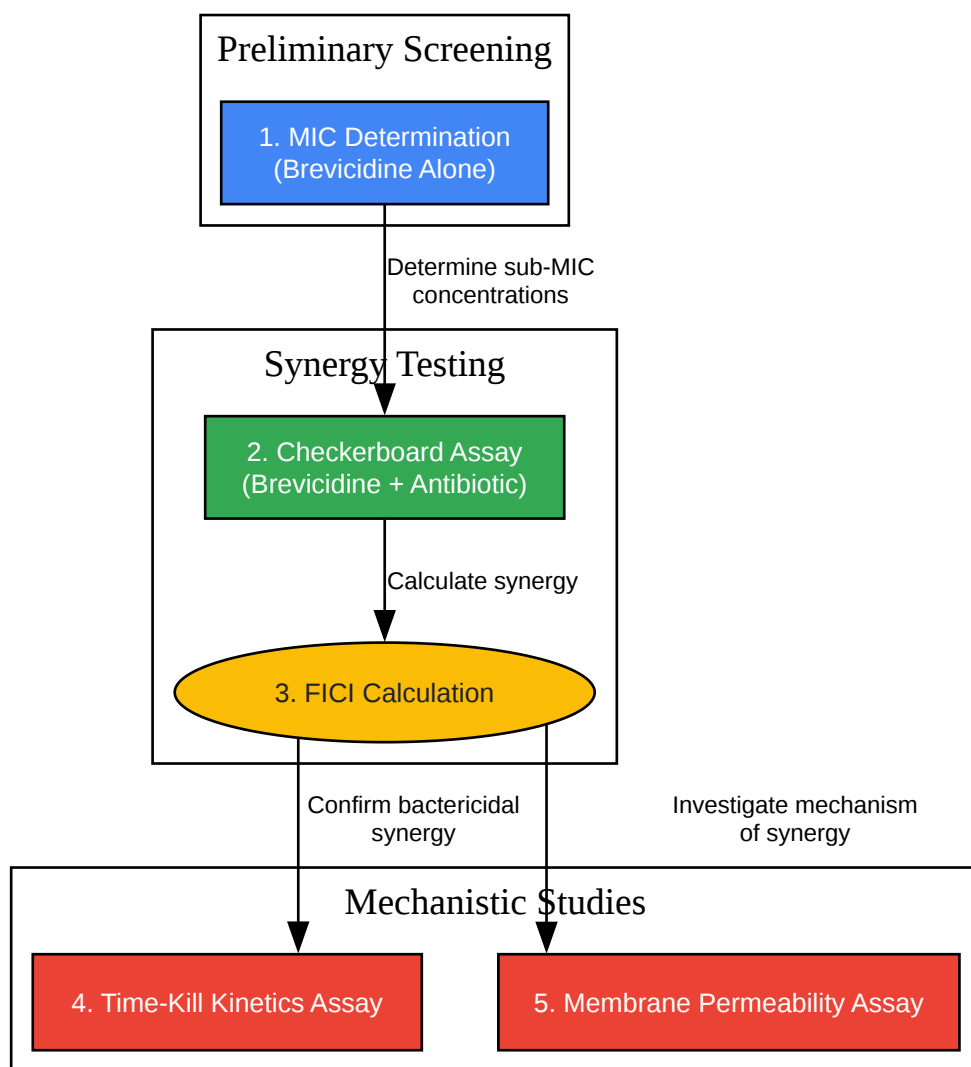 Preliminary Screening
1. MIC Determination
(Brevicidine Alone)
Determine sub-MIC
concentrations
Synergy Testing
2. Checkerboard Assay
(Brevicidine + Antibiotic)
Calculate synergy
3. FICI Calculation
Confirm bactericidal
synergy
Investigate mechanism
of synergy
Mechanistic Studies
4. Time-Kill Kinetics Assay
5. Membrane Permeability Assay